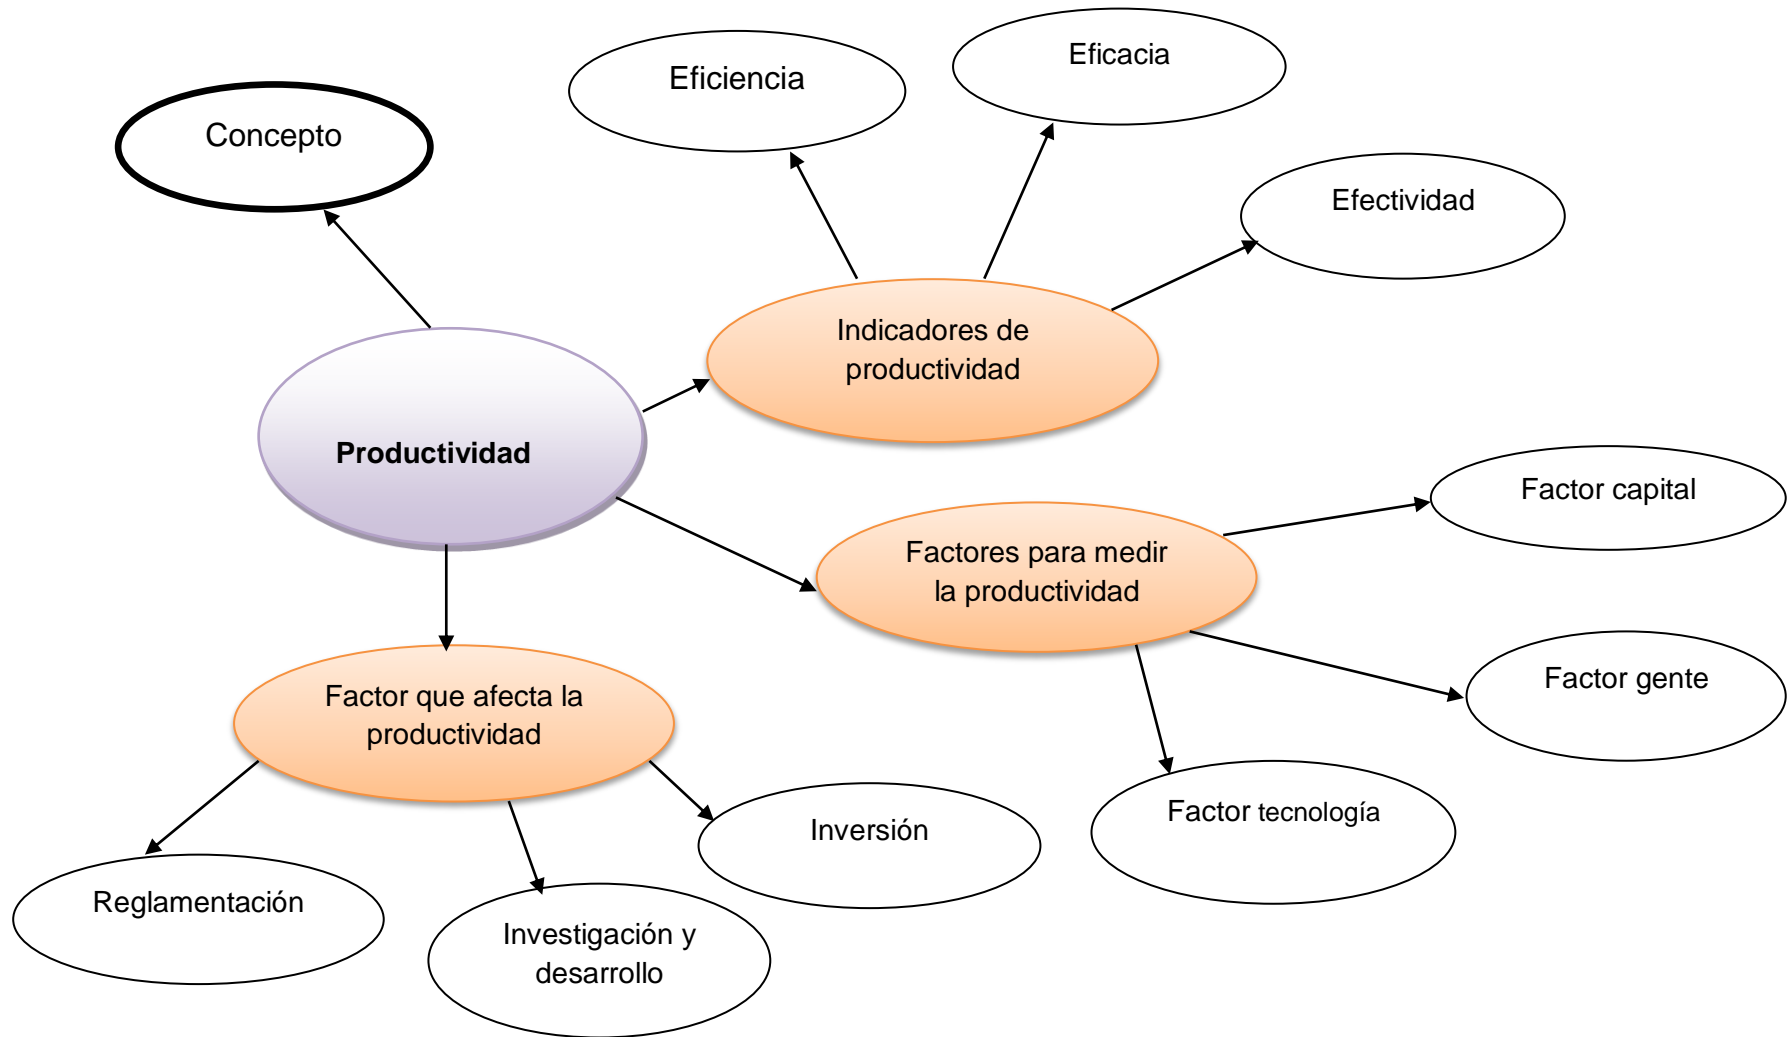 Eficacia
Eficiencia
Concepto
Efectividad
Indicadores de
productividad
Productividad
Factor capital
Factores para medir
la productividad
Factor gente
Factor que afecta la
productividad
Factor tecnología
Inversión
Reglamentación
Investigación y
desarrollo